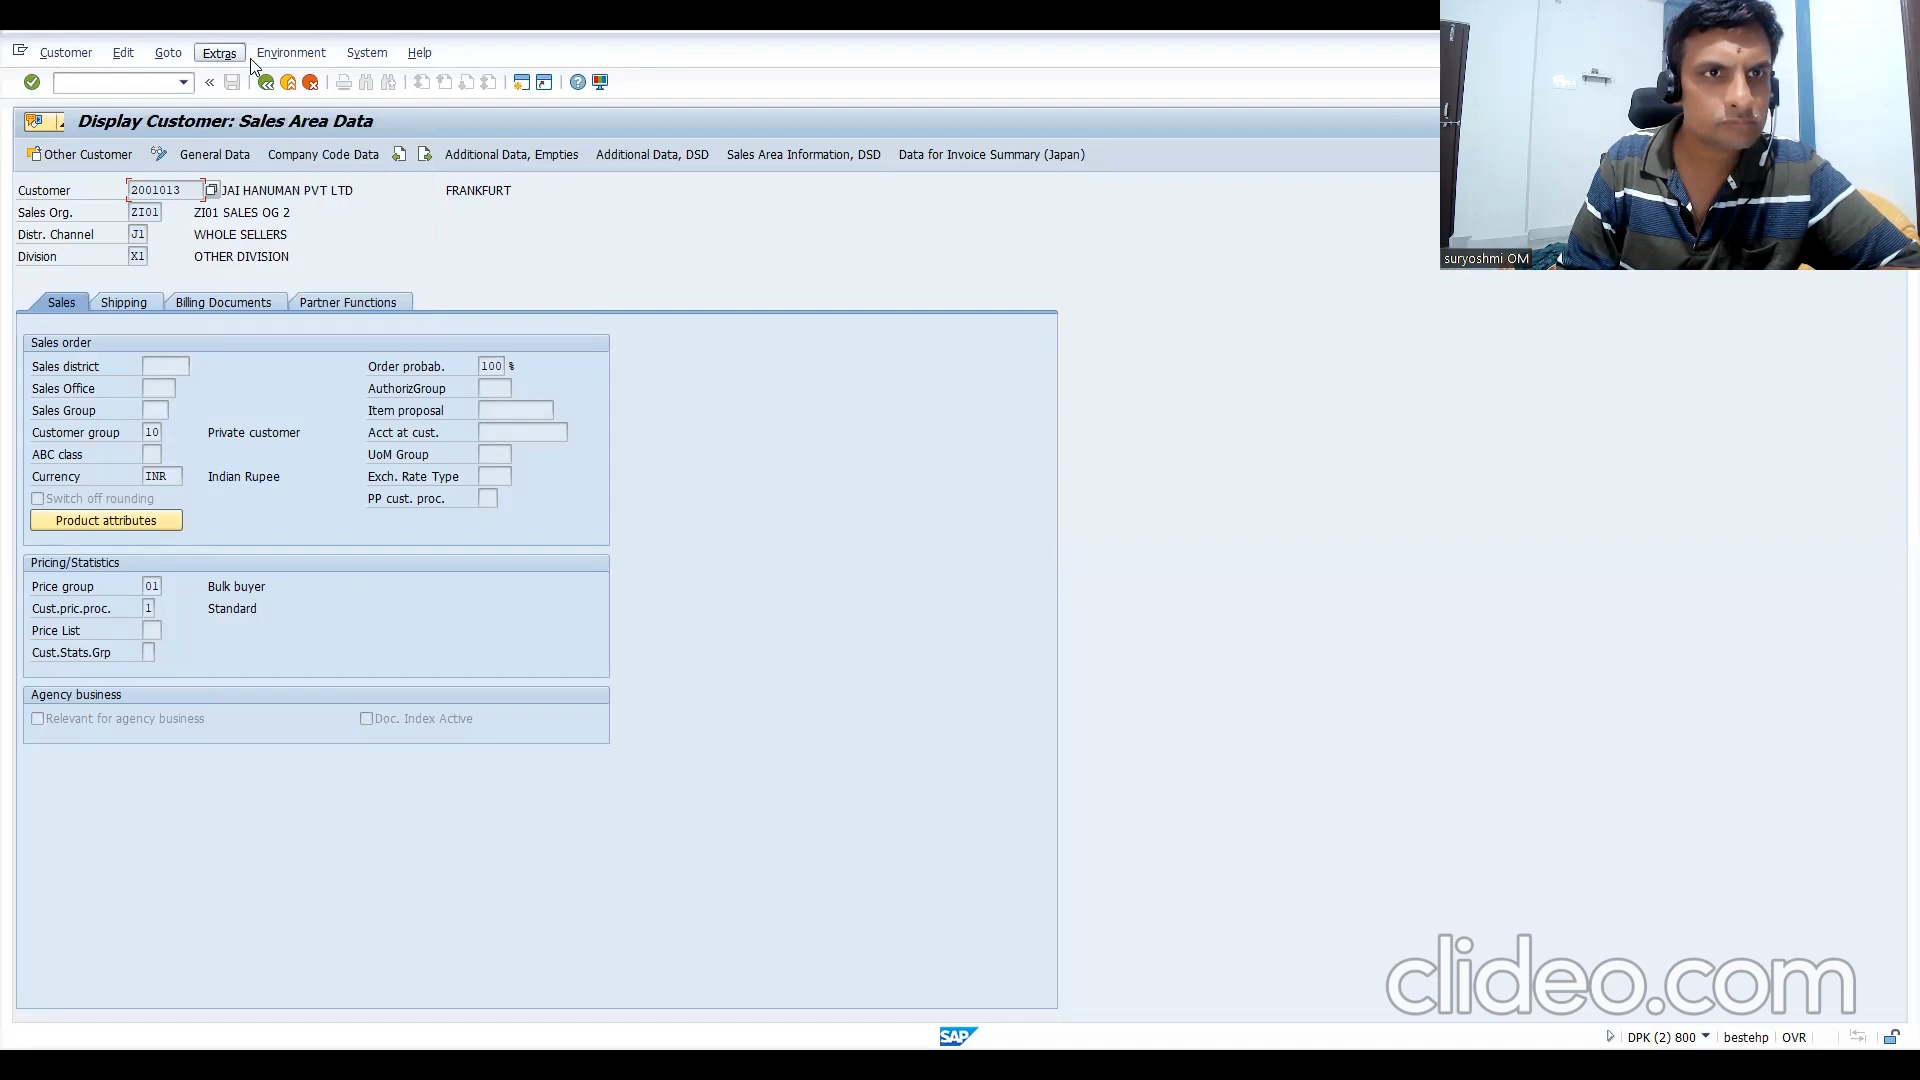 Customer Edit Goto Extras Environment System Help
Display Customer: Sales Area Data
Other Customer General Data Company Code Data Additional Data, Empties Additional Data, DSD Sales Area Information, DSD Data for Invoice Summary (Japan)
suryoshmi OM
Customer 2001013 JAI HANUMAN PVT LTD FRANKFURT
Sales Org. ZI01 ZI01 SALES OG 2
Distr. Channel J1 WHOLE SELLERS
Division X1 OTHER DIVISION
Sales Shipping Billing Documents Partner Functions
Sales order
Sales district Order probab. 100 %
Sales Office AuthorizGroup
Sales Group Item proposal
Customer group 10 Private customer Acct at cust.
ABC class UoM Group
Currency INR Indian Rupee Exch. Rate Type
Switch off rounding PP cust. proc.
Product attributes
Pricing/Statistics
Price group 01 Bulk buyer
Cust.pric.proc. 1 Standard
Price List
Cust.Stats.Grp
Agency business
Relevant for agency business Doc. Index Active
clideo.com
SAP DPK (2) 800 bestehp OVR